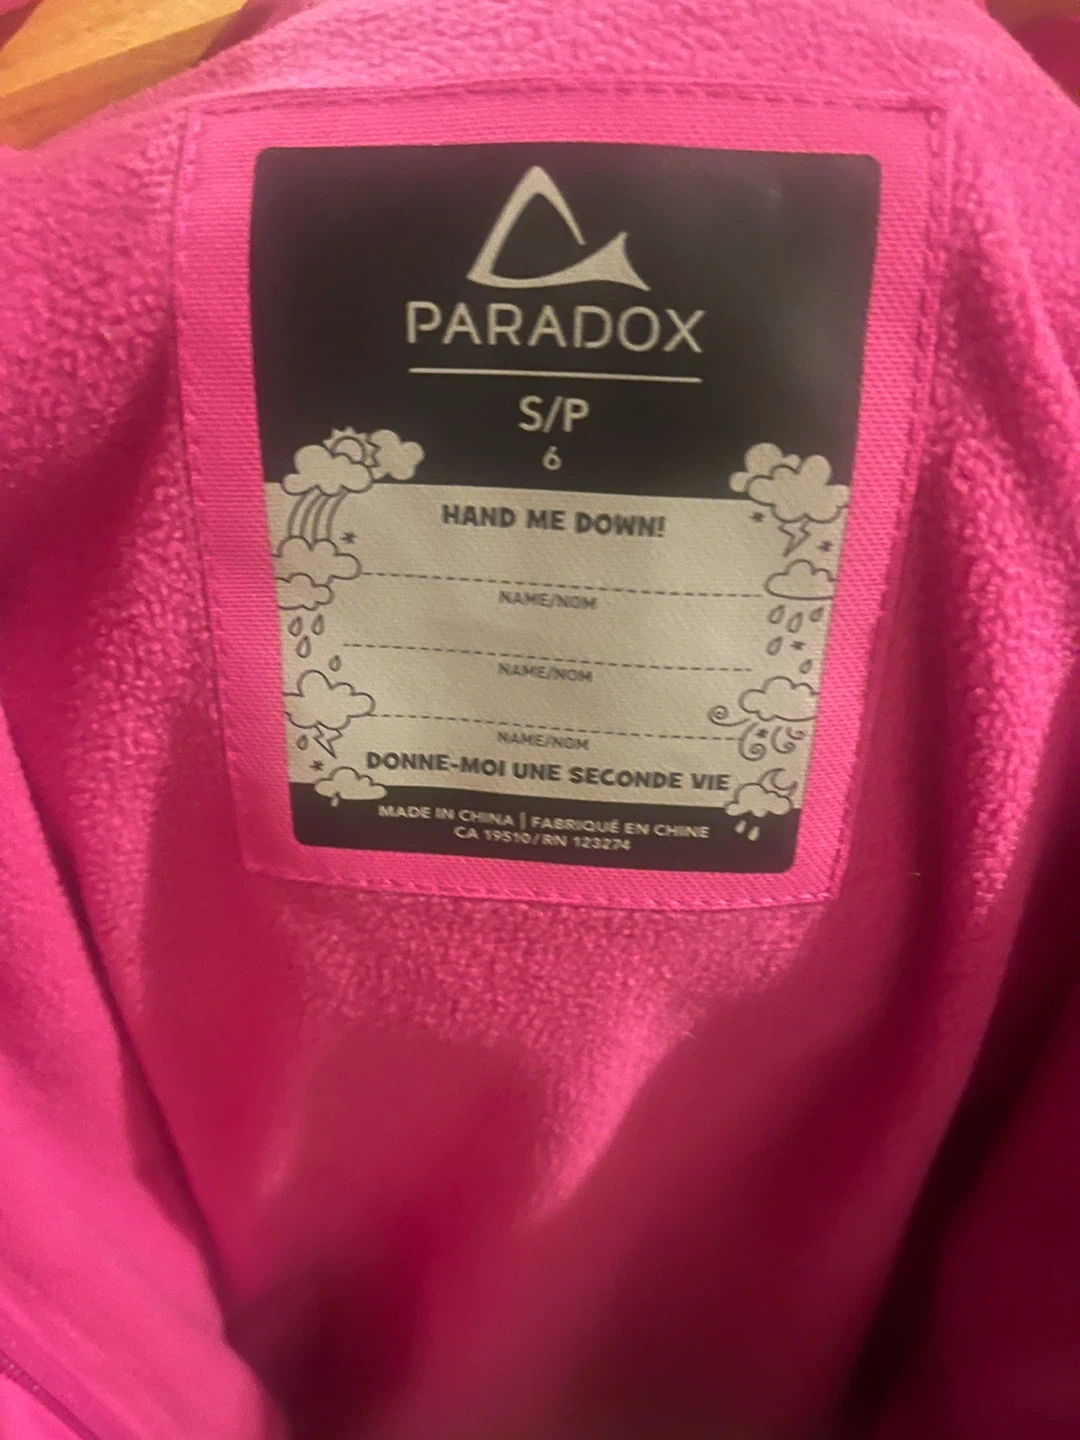 PARADOX
S/P
6
HAND ME DOWN!
NAME/NOM
NAME/NOM
NAME/NOM
DONNE-MOI UNE SECONDE VIE
MADE IN CHINA | FABRIQUÉ EN CHINE
CA 19510/RN 123274